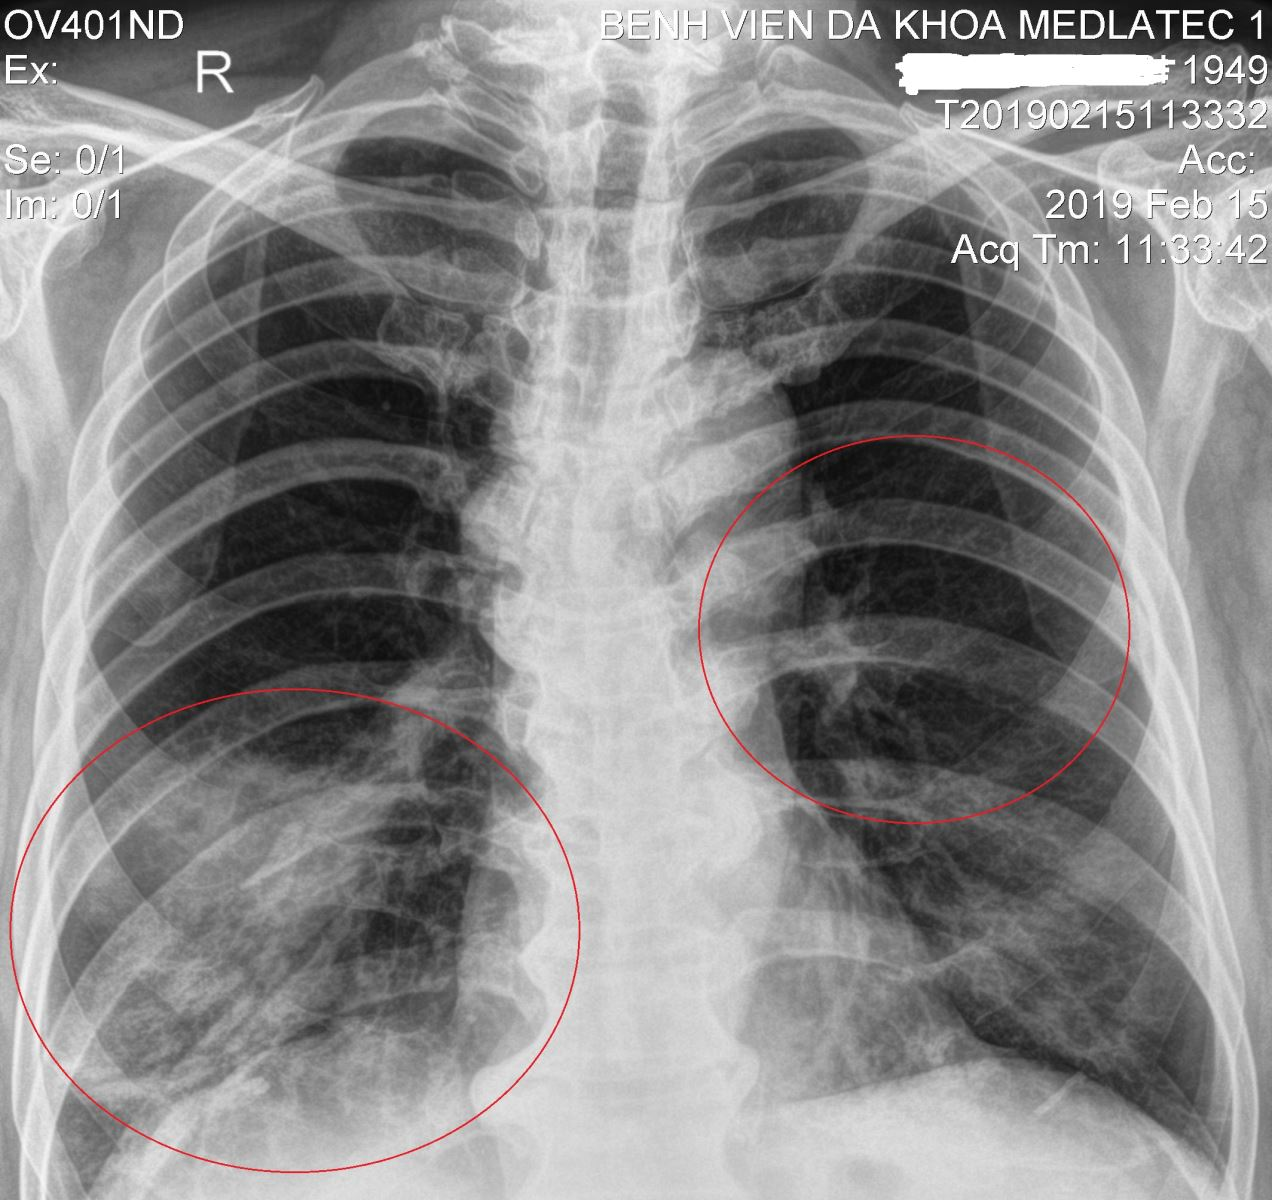 OV401ND
BENH VIEN DA KHOA MEDLATEC 1
Ex:
R
1949
T20190215113332
Se: 0/1
Acc:
Im: 0/1
2019 Feb 15
Acq Tm: 11:33:42